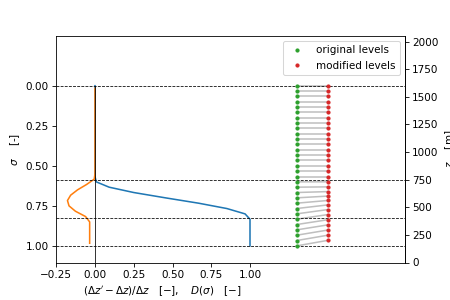 original levels
modified levels
0.00
0.25
0.50
0.75
1.00
σ [-]
2000
1750
1500
1250
1000
750
500
250
0
z [m]
−0.25 0.00 0.25 0.50 0.75 1.00
(Δz′ − Δz)/Δz [−], D(σ) [−]